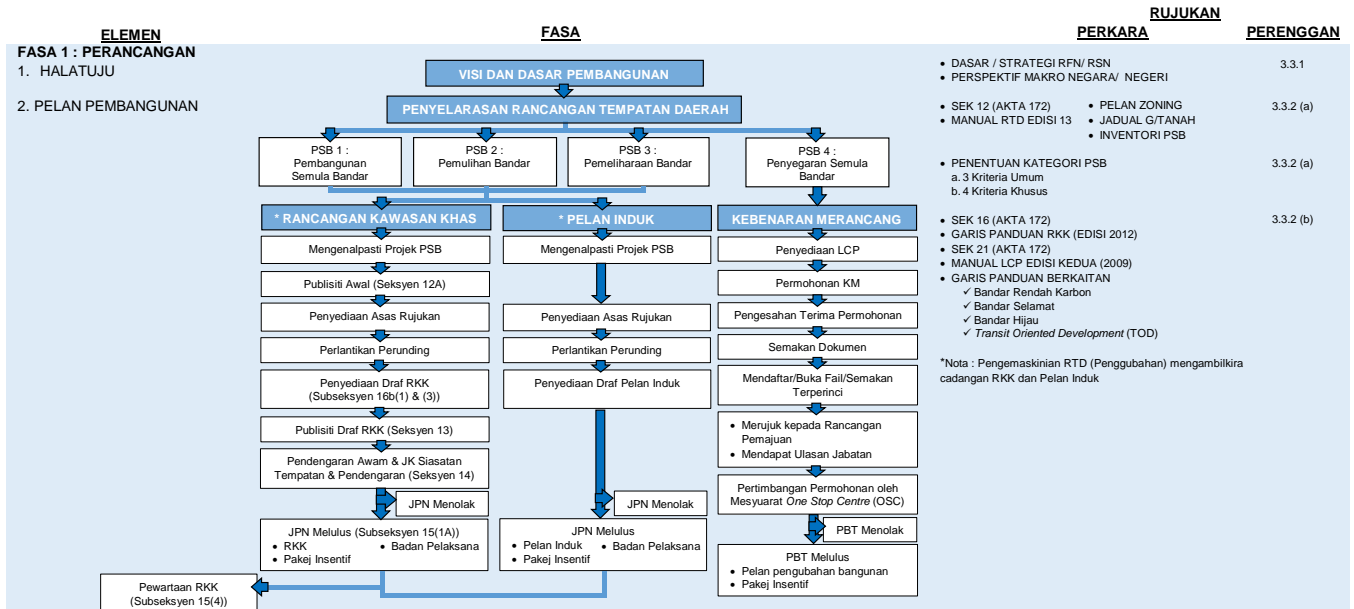 RUJUKAN
ELEMEN
FASA
PERKARA
PERENGGAN
FASA 1 : PERANCANGAN
1. HALATUJU
2. PELAN PEMBANGUNAN
VISI DAN DASAR PEMBANGUNAN
PENYELARASAN RANCANGAN TEMPATAN DAERAH
PSB 1 :
Pembangunan
Semula Bandar
PSB 2 :
Pemulihan Bandar
PSB 3 :
Pemeliharaan Bandar
PSB 4 :
Penyegaran Semula
Bandar
* RANCANGAN KAWASAN KHAS
Mengenalpasti Projek PSB
Publisiti Awal (Seksyen 12A)
Penyediaan Asas Rujukan
Perlantikan Perunding
Penyediaan Draf RKK
(Subseksyen 16b(1) & (3))
Publisiti Draf RKK (Seksyen 13)
Pendengaran Awam & JK Siasatan
Tempatan & Pendengaran (Seksyen 14)
JPN Menolak
JPN Melulus (Subseksyen 15(1A))
• RKK
• Badan Pelaksana
• Pakej Insentif
Pewartaan RKK
(Subseksyen 15(4))
* PELAN INDUK
Mengenalpasti Projek PSB
Penyediaan Asas Rujukan
Perlantikan Perunding
Penyediaan Draf Pelan Induk
JPN Menolak
JPN Melulus
• Pelan Induk
• Badan Pelaksana
• Pakej Insentif
KEBENARAN MERANCANG
Penyediaan LCP
Permohonan KM
Pengesahan Terima Permohonan
Semakan Dokumen
Mendaftar/Buka Fail/Semakan
Terperinci
• Merujuk kepada Rancangan
Pemajuan
• Mendapat Ulasan Jabatan
Pertimbangan Permohonan oleh
Mesyuarat One Stop Centre (OSC)
PBT Menolak
PBT Melulus
• Pelan pengubahan bangunan
• Pakej Insentif
• DASAR / STRATEGI RFN/ RSN
• PERSPEKTIF MAKRO NEGARA/ NEGERI
3.3.1
• SEK 12 (AKTA 172)
• MANUAL RTD EDISI 13
• PELAN ZONING
• JADUAL G/TANAH
• INVENTORI PSB
3.3.2 (a)
• PENENTUAN KATEGORI PSB
a. 3 Kriteria Umum
b. 4 Kriteria Khusus
3.3.2 (a)
• SEK 16 (AKTA 172)
• GARIS PANDUAN RKK (EDISI 2012)
• SEK 21 (AKTA 172)
• MANUAL LCP EDISI KEDUA (2009)
• GARIS PANDUAN BERKAITAN
✓ Bandar Rendah Karbon
✓ Bandar Selamat
✓ Bandar Hijau
✓ Transit Oriented Development (TOD)
3.3.2 (b)
*Nota : Pengemaskinian RTD (Penggubahan) mengambilkira
cadangan RKK dan Pelan Induk